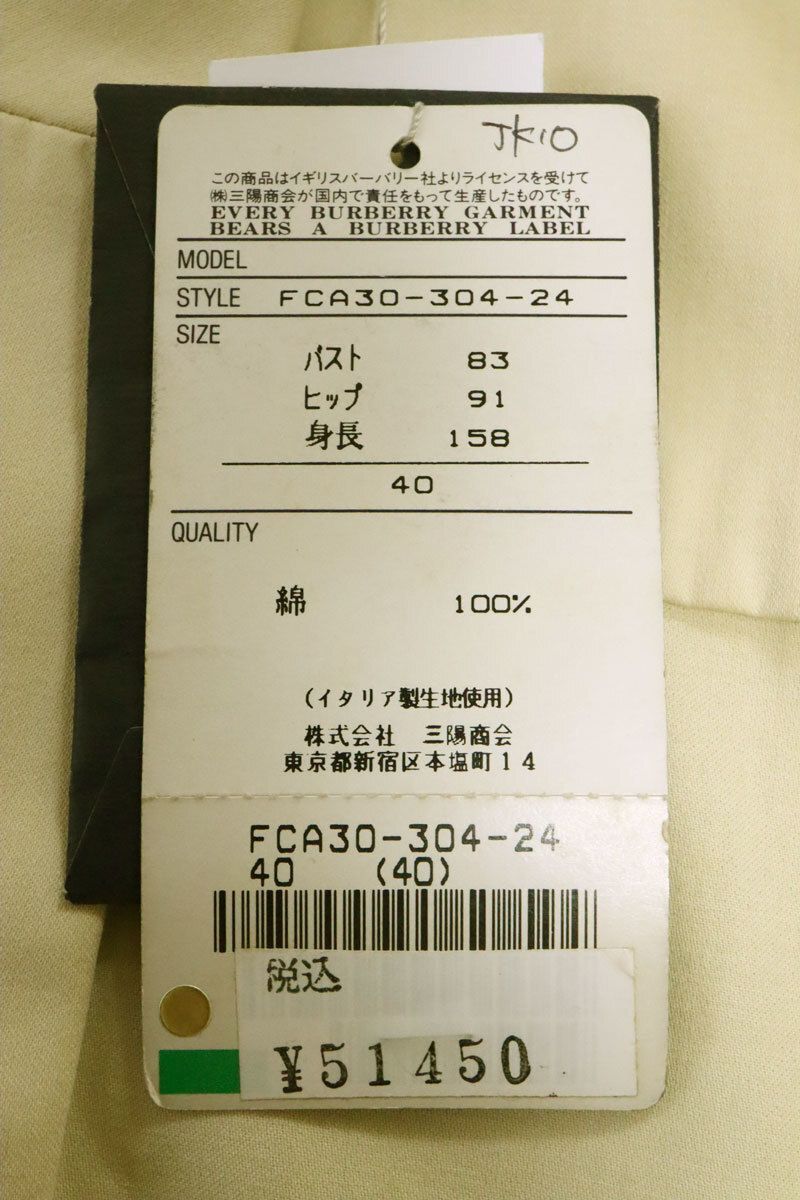 JK10
この商品はイギリスバーバリー社よりライセンスを受けて
㈱三陽商会が国内で責任をもって生産したものです。
EVERY BURBERRY GARMENT
BEARS A BURBERRY LABEL
MODEL
STYLE FCA30-304-24
SIZE
バスト 83
ヒップ 91
身長 158
40
QUALITY
綿 100%
(イタリア製生地使用)
株式会社 三陽商会
東京都新宿区本塩町14
FCA30-304-24
40 (40)
税込
¥51450